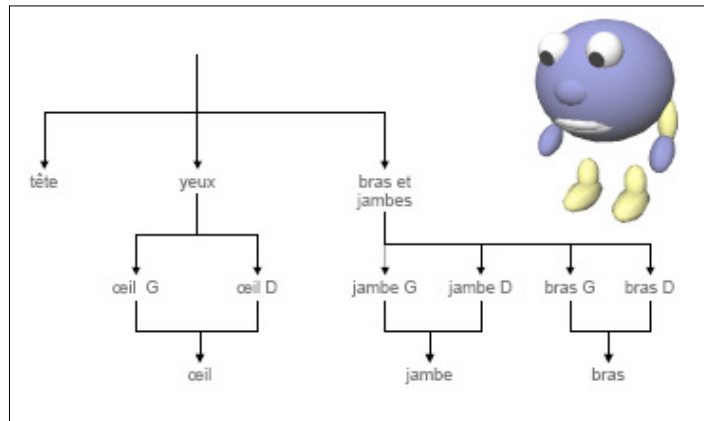 tête
yeux
bras et
jambes
œil G
œil D
jambe G
jambe D
bras G
bras D
œil
jambe
bras